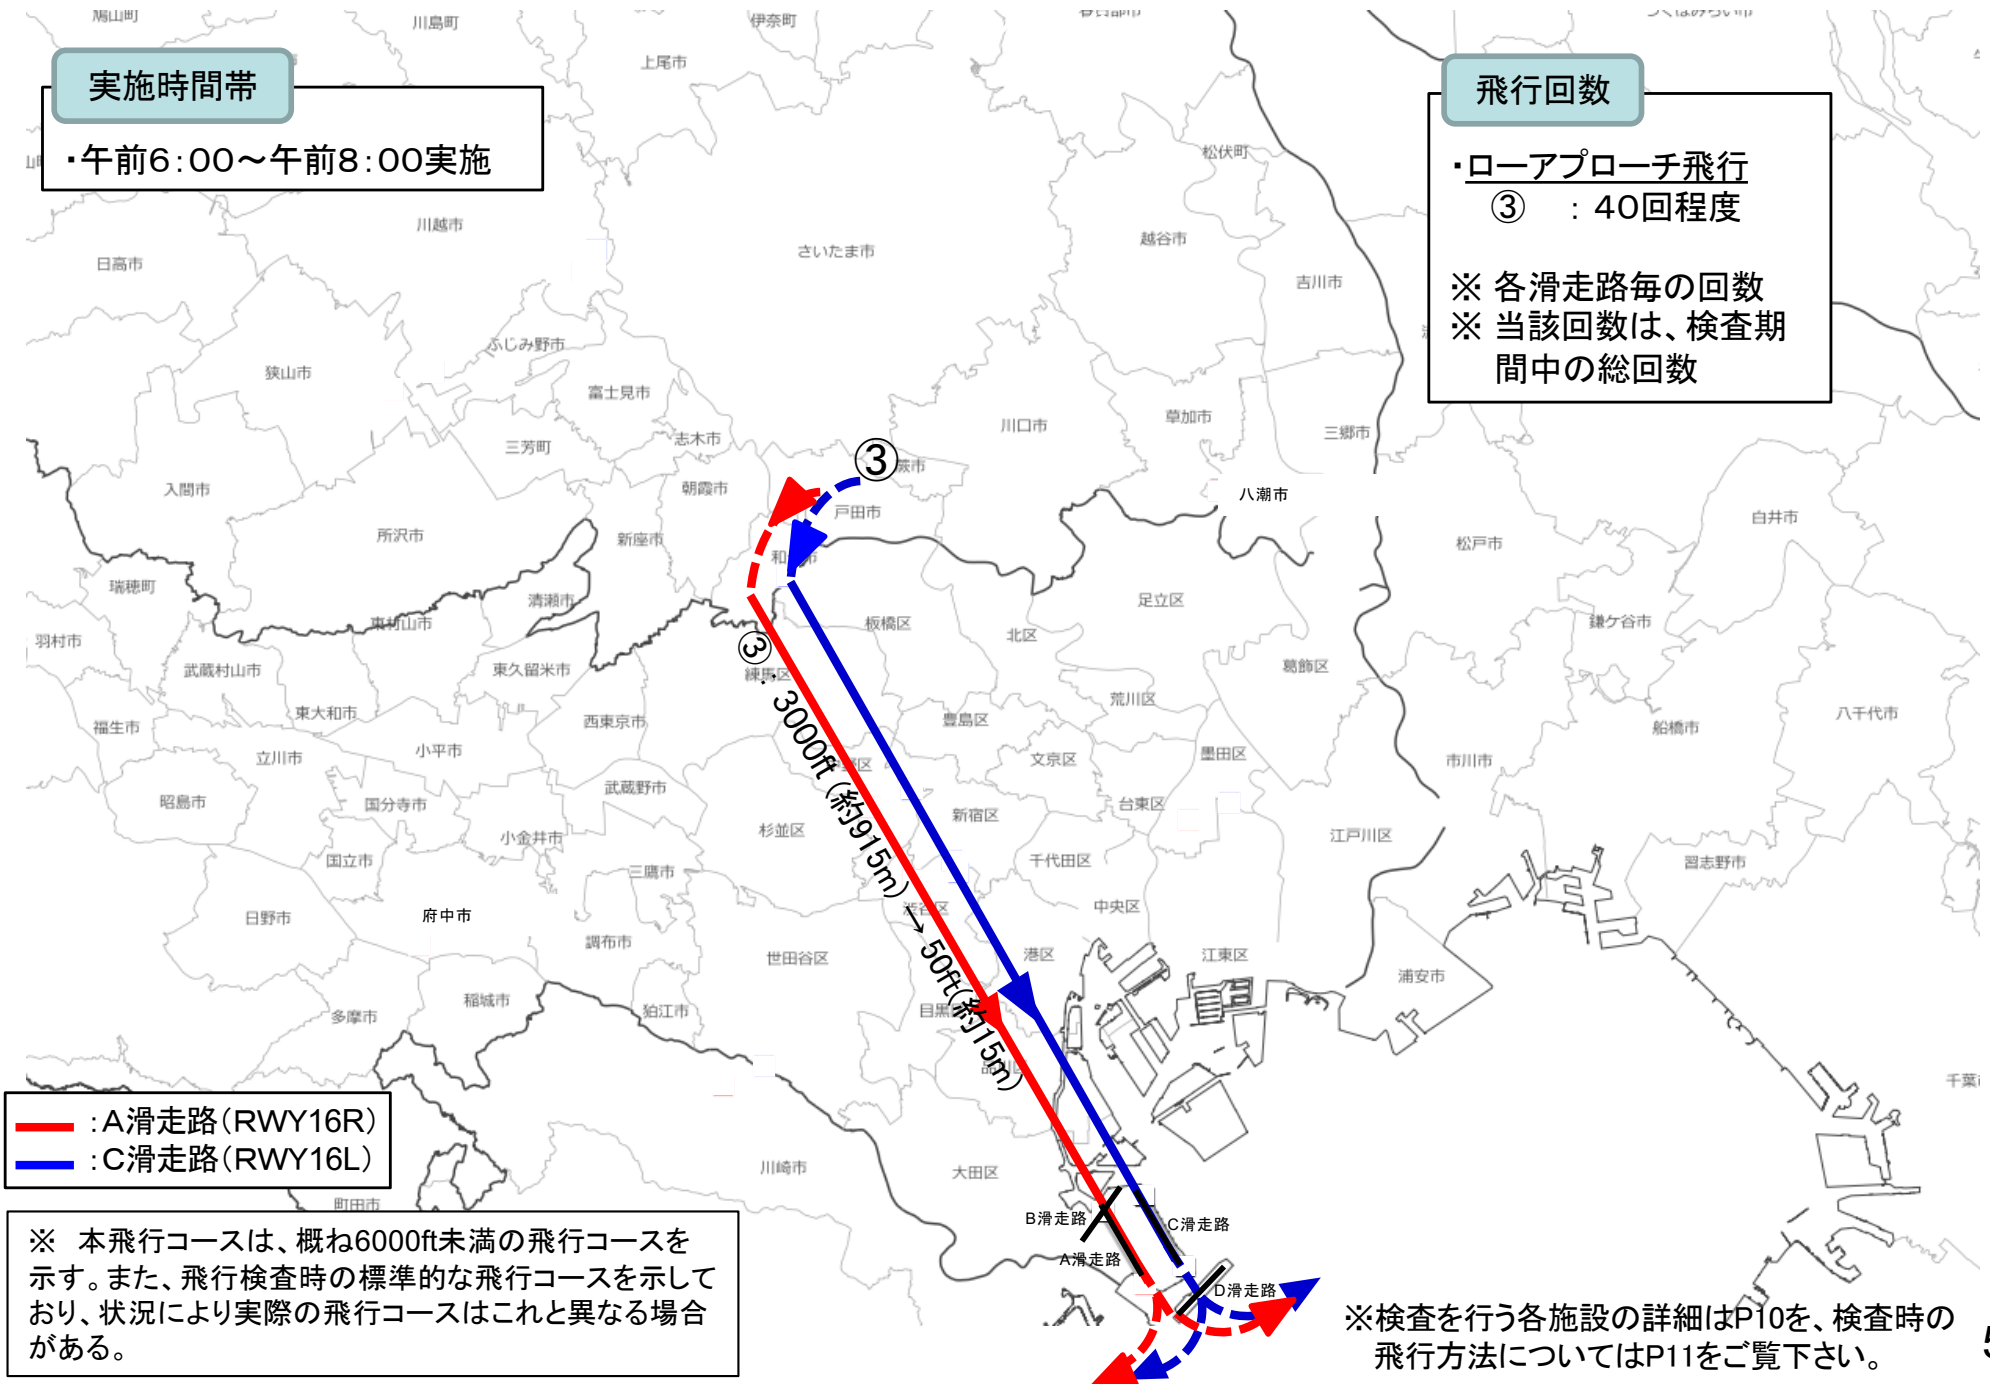 鳩山町
川島町
伊奈町
上尾市
実施時間帯
・午前6:00～午前8:00実施
飛行回数
・ローアプローチ飛行
③ :40回程度
※ 各滑走路毎の回数
※ 当該回数は、検査期
間中の総回数
松伏町
川越市
さいたま市
越谷市
日高市
吉川市
ふじみ野市
狭山市
富士見市
川口市
草加市
三郷市
三芳町
志木市
③
蕨市
入間市
朝霞市
八潮市
戸田市
白井市
所沢市
新座市
松戸市
瑞穂町
清瀬市
足立区
板橋区
北区
鎌ケ谷市
羽村市
東村山市
武蔵村山市
東久留米市
③ : 3000ft (約915m) → 50ft(約15m)
練馬区
葛飾区
荒川区
東大和市
福生市
西東京市
豊島区
八千代市
船橋市
立川市
小平市
文京区
墨田区
市川市
昭島市
国分寺市
武蔵野市
新宿区
台東区
小金井市
杉並区
江戸川区
国立市
三鷹市
千代田区
習志野市
日野市
府中市
渋谷区
中央区
調布市
世田谷区
港区
江東区
浦安市
多摩市
稲城市
狛江市
:A滑走路(RWY16R)
:C滑走路(RWY16L)
川崎市
大田区
町田市
B滑走路
C滑走路
A滑走路
D滑走路
※ 本飛行コースは、概ね6000ft未満の飛行コースを
示す。また、飛行検査時の標準的な飛行コースを示して
おり、状況により実際の飛行コースはこれと異なる場合
がある。
※検査を行う各施設の詳細はP10を、検査時の
飛行方法についてはP11をご覧下さい。
5